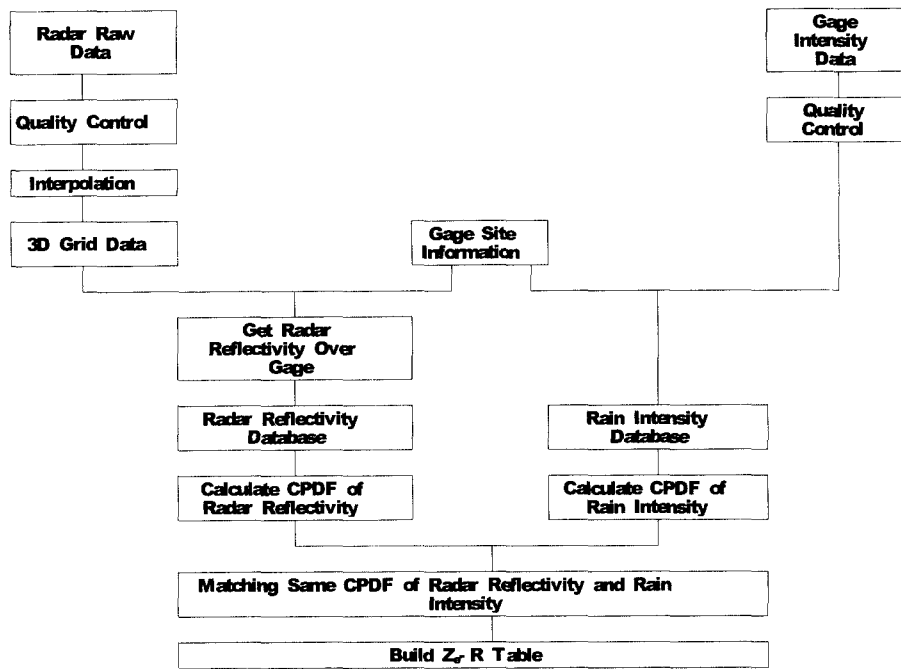 Radar Raw
Data
Gage
Intensity
Data
Quality Control
Quality
Control
Interpolation
3D Grid Data
Gage Site
Information
Get Radar
Reflectivity Over
Gage
Radar Reflectivity
Database
Rain Intensity
Database
Calculate CPDF of
Radar Reflectivity
Calculate CPDF of
Rain Intensity
Matching Same CPDF of Radar Reflectivity and Rain
Intensity
Build Zₑ- R Table